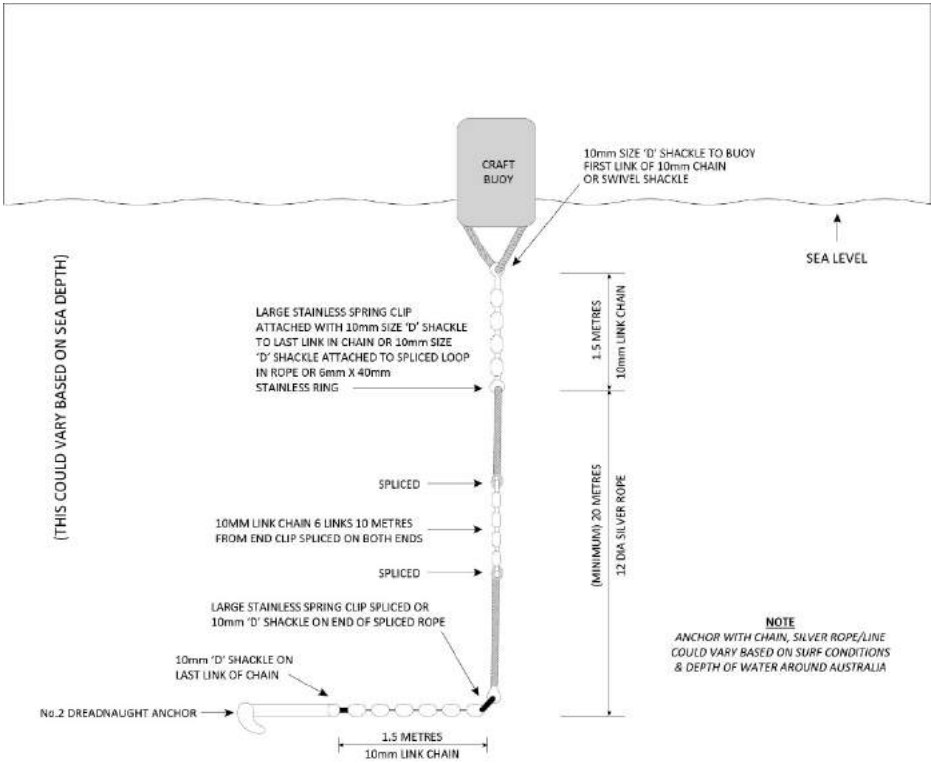 CRAFT
BUOY
10mm SIZE 'D' SHACKLE TO BUOY
FIRST LINK OF 10mm CHAIN
OR SWIVEL SHACKLE
SEA LEVEL
(THIS COULD VARY BASED ON SEA DEPTH)
LARGE STAINLESS SPRING CLIP
ATTACHED WITH 10mm SIZE 'D' SHACKLE
TO LAST LINK IN CHAIN OR 10mm SIZE
'D' SHACKLE ATTACHED TO SPLICED LOOP
IN ROPE OR 6mm X 40mm
STAINLESS RING
1.5 METRES
10mm LINK CHAIN
SPLICED
10MM LINK CHAIN 6 LINKS 10 METRES
FROM END CLIP SPLICED ON BOTH ENDS
SPLICED
(MINIMUM) 20 METRES
12 DIA SILVER ROPE
LARGE STAINLESS SPRING CLIP SPLICED OR
10mm 'D' SHACKLE ON END OF SPLICED ROPE
NOTE
ANCHOR WITH CHAIN, SILVER ROPE/LINE
COULD VARY BASED ON SURF CONDITIONS
& DEPTH OF WATER AROUND AUSTRALIA
10mm 'D' SHACKLE ON
LAST LINK OF CHAIN
No.2 DREADNAUGHT ANCHOR
1.5 METRES
10mm LINK CHAIN